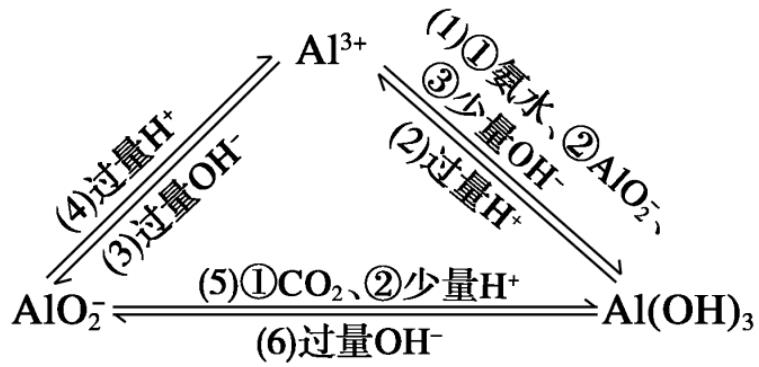 Al³⁺
(1)①氨水、②AlO₂⁻、
③少量OH⁻
(2)过量H⁺
(4)过量H⁺
(3)过量OH⁻
(5)①CO₂、②少量H⁺
AlO₂⁻
Al(OH)₃
(6)过量OH⁻